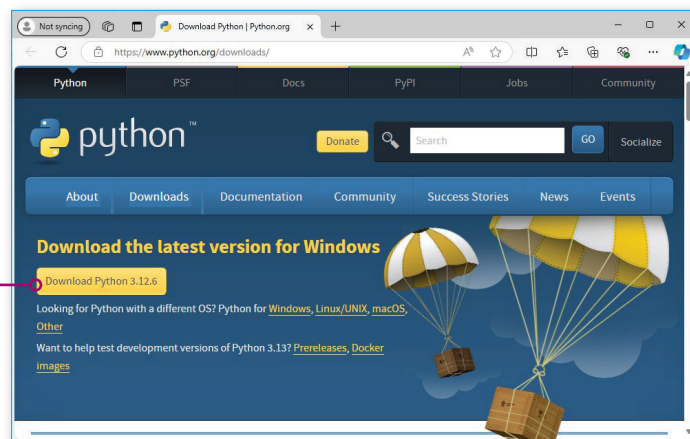 Not syncing
Download Python | Python.org
https://www.python.org/downloads/
Python PSF Docs PyPI Jobs Community
python™
Donate Search GO Socialize
About Downloads Documentation Community Success Stories News Events
Download the latest version for Windows
Download Python 3.12.6
Looking for Python with a different OS? Python for Windows, Linux/UNIX, macOS,
Other
Want to help test development versions of Python 3.13? Prereleases, Docker
images